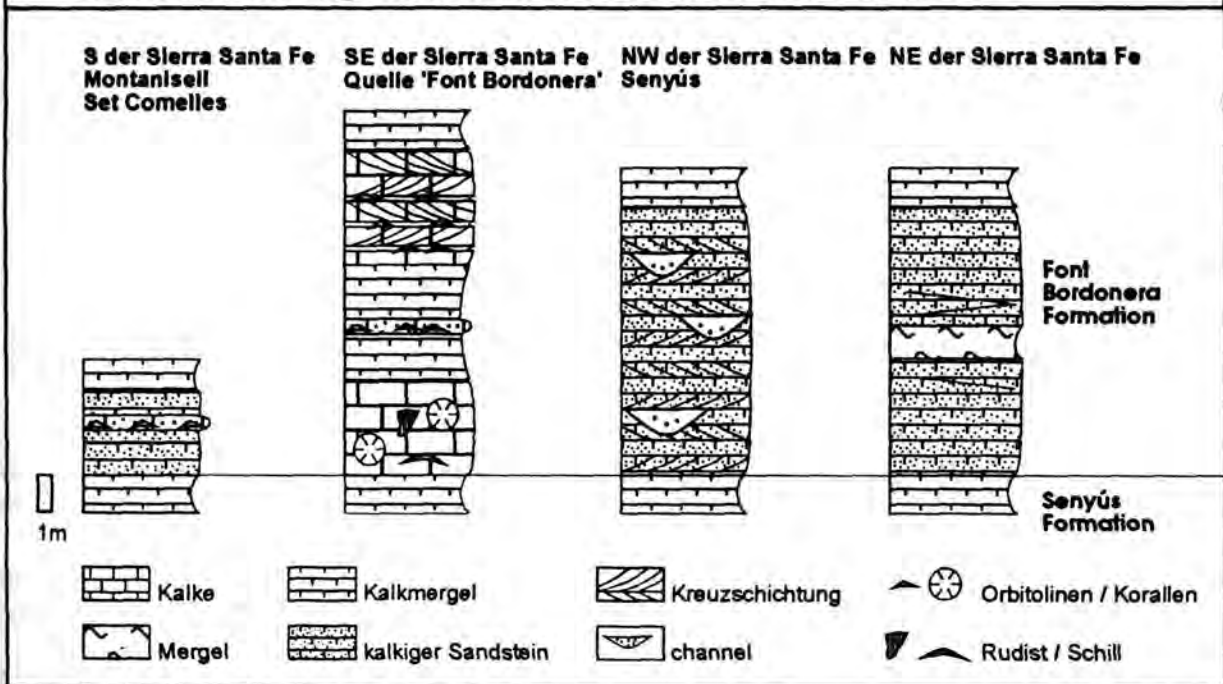 S der Sierra Santa Fe
Montanisell
Set Comelles
SE der Sierra Santa Fe
Quelle 'Font Bordonera'
NW der Sierra Santa Fe
Senyús
NE der Sierra Santa Fe
Font
Bordonera
Formation
Senyús
Formation
1m
Kalke
Kalkmergel
Kreuzschichtung
Orbitolinen / Korallen
Mergel
kalkiger Sandstein
channel
Rudist / Schill